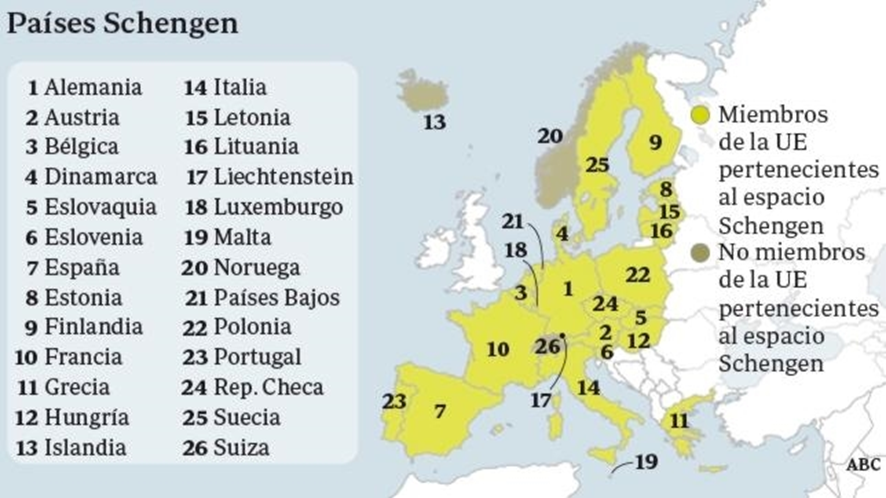 Países Schengen
1 Alemania
2 Austria
3 Bélgica
4 Dinamarca
5 Eslovaquia
6 Eslovenia
7 España
8 Estonia
9 Finlandia
10 Francia
11 Grecia
12 Hungría
13 Islandia
14 Italia
15 Letonia
16 Lituania
17 Liechtenstein
18 Luxemburgo
19 Malta
20 Noruega
21 Países Bajos
22 Polonia
23 Portugal
24 Rep. Checa
25 Suecia
26 Suiza
13
20
25
9
8
15
16
21
18
4
3
1
22
24
5
2
12
6
10
26
17
14
23
7
11
19
Miembros
de la UE
pertenecientes
al espacio
Schengen
No miembros
de la UE
pertenecientes
al espacio
Schengen
ABC